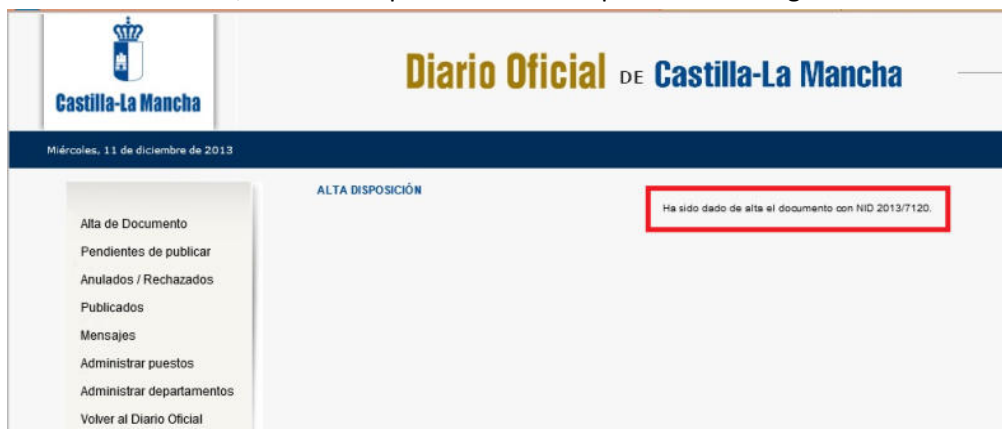 Castilla-La Mancha
Diario Oficial DE Castilla-La Mancha
Miércoles, 11 de diciembre de 2013
ALTA DISPOSICIÓN
Ha sido dado de alta el documento con NID 2013/7120.
Alta de Documento
Pendientes de publicar
Anulados / Rechazados
Publicados
Mensajes
Administrar puestos
Administrar departamentos
Volver al Diario Oficial